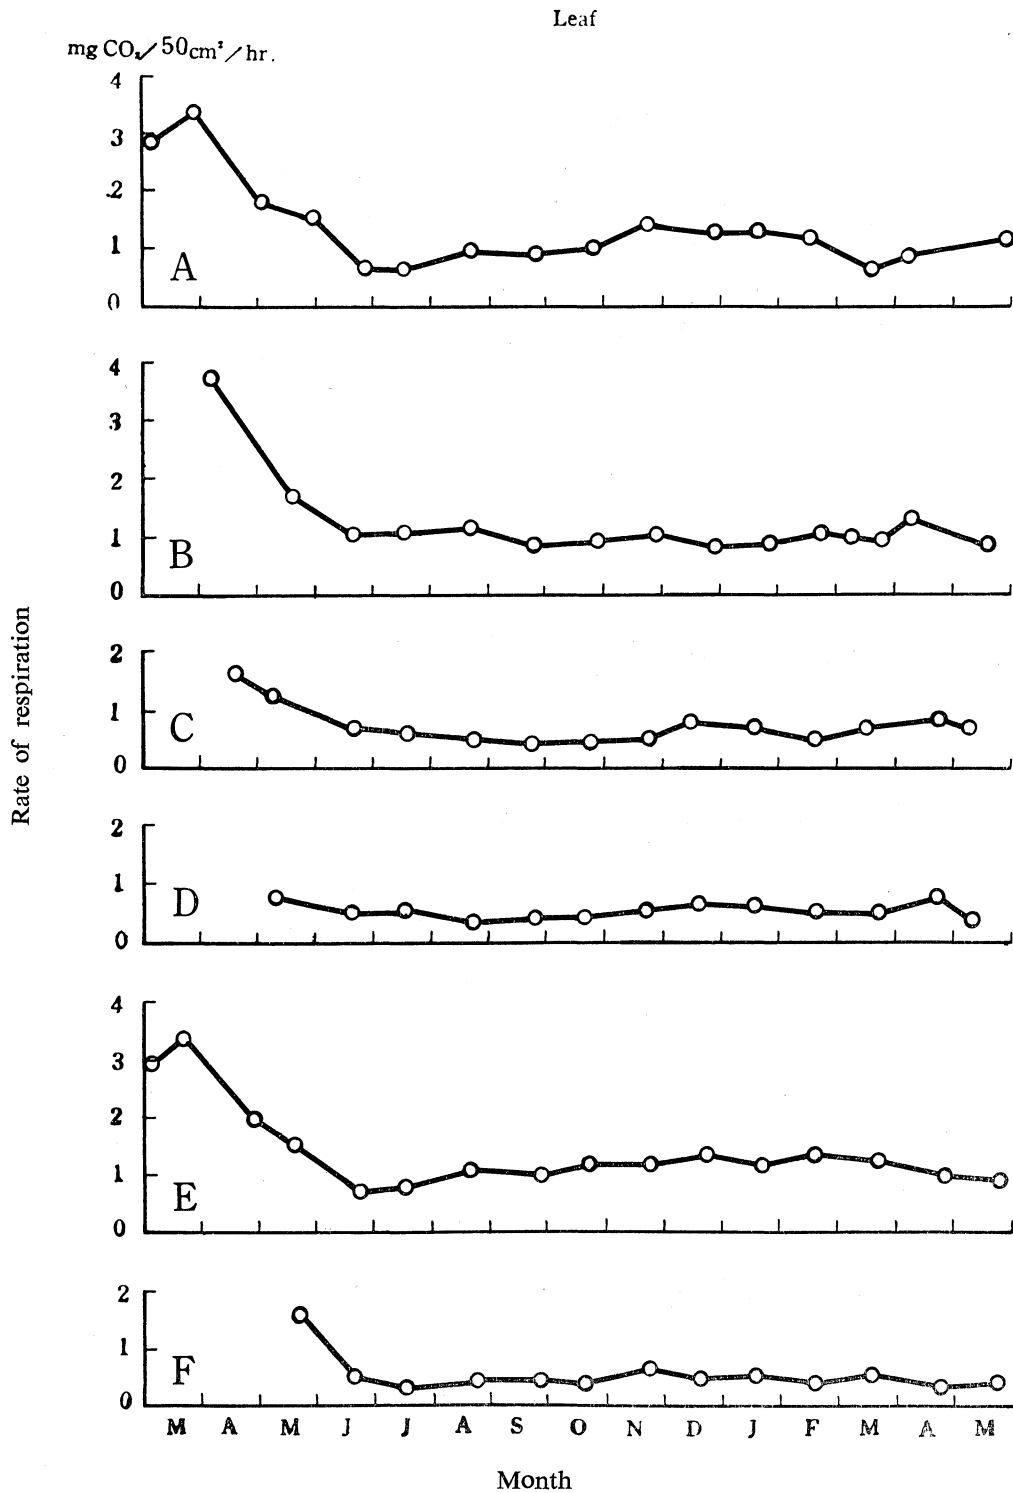 Leaf
mg CO₂/50cm²/hr.
4
3
2
1
0
A
4
3
2
1
0
B
2
1
0
C
2
1
0
D
4
3
2
1
0
E
2
1
0
F
Rate of respiration
M A M J J A S O N D J F M A M
Month